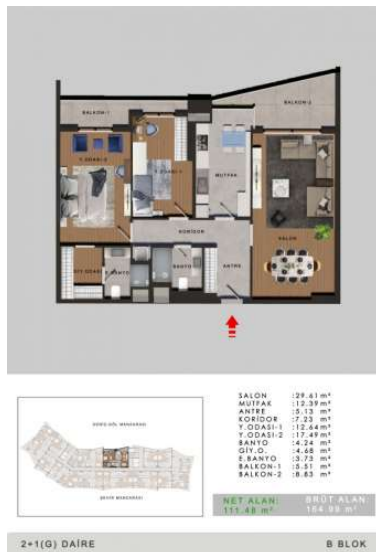 BALKON-1
BALKON-2
Y.ODASI-2
Y.ODASI-1
MUTFAK
SALON
KORİDOR
GİY.ODASI
E.BANYO
BANYO
ANTRE
SALON :29.61 m²
MUTFAK :12.39 m²
ANTRE :5.13 m²
KORİDOR :7.23 m²
Y.ODASI-1 :12.64 m²
Y.ODASI-2 :17.49 m²
BANYO :4.24 m²
GİY.O. :4.68 m²
E.BANYO :3.73 m²
BALKON-1 :5.51 m²
BALKON-2 :8.83 m²
MANZARASI
MANZARASI
NET ALAN: BRÜT ALAN:
111.48 m² 164.99 m²
2+1(G) DAİRE B BLOK